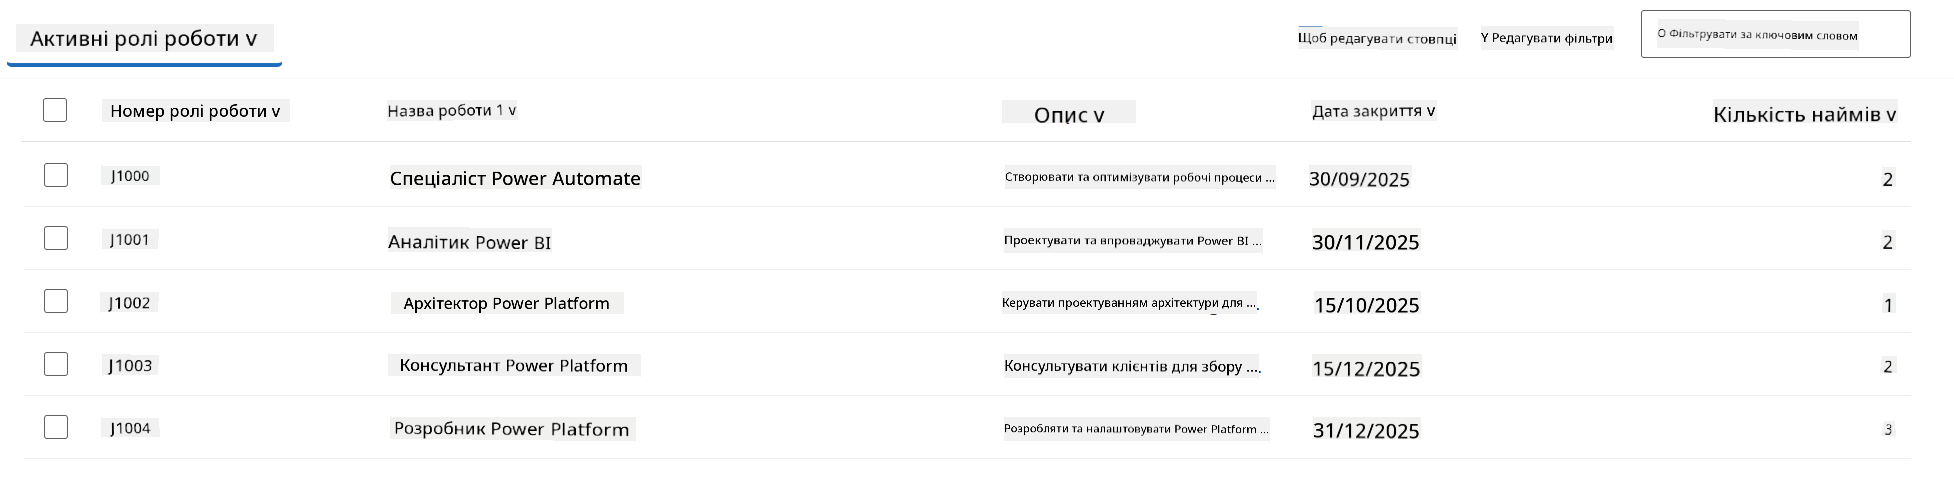 Активні ролі роботи v
Щоб редагувати стовпці Y Редагувати фільтри O Фільтрувати за ключовим словом
Номер ролі роботи v Назва роботи 1 v Опис v Дата закриття v Кількість наймів v
J1000 Спеціаліст Power Automate Створювати та оптимізувати робочі процеси ... 30/09/2025 2
J1001 Аналітик Power BI Проектувати та впроваджувати Power BI ... 30/11/2025 2
J1002 Архітектор Power Platform Керувати проектуванням архітектури для ... 15/10/2025 1
J1003 Консультант Power Platform Консультувати клієнтів для збору .... 15/12/2025 2
J1004 Розробник Power Platform Розробляти та налаштовувати Power Platform ... 31/12/2025 3